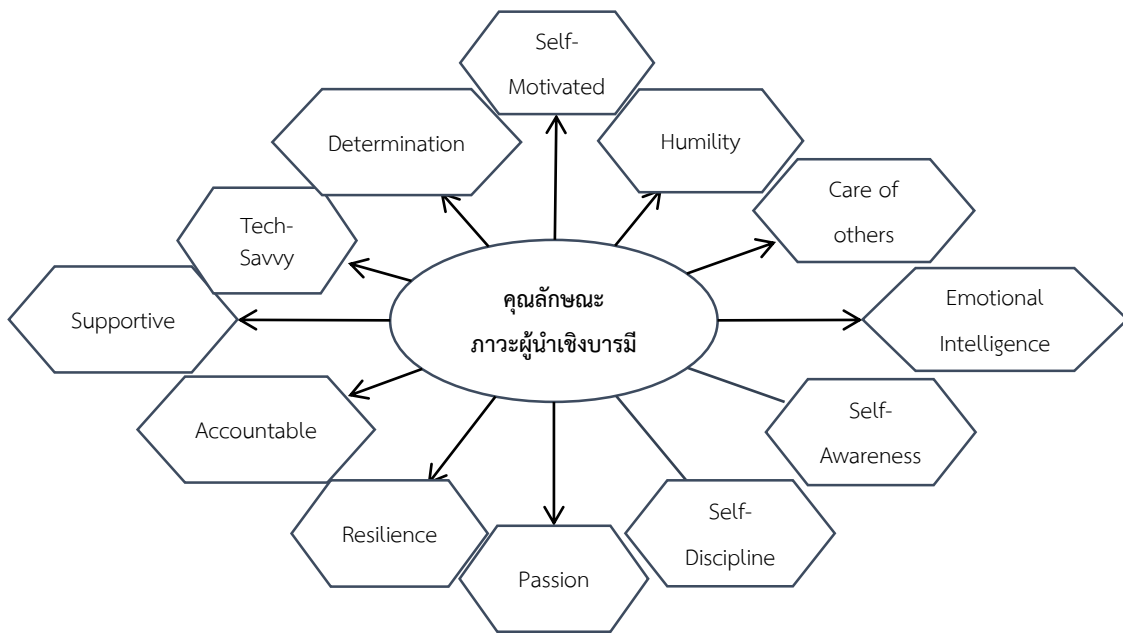 Self-
Motivated
Determination
Humility
Care of
others
Tech-
Savvy
คุณลักษณะ
ภาวะผู้นำเชิงบารมี
Emotional
Intelligence
Supportive
Accountable
Self-
Awareness
Resilience
Self-
Discipline
Passion